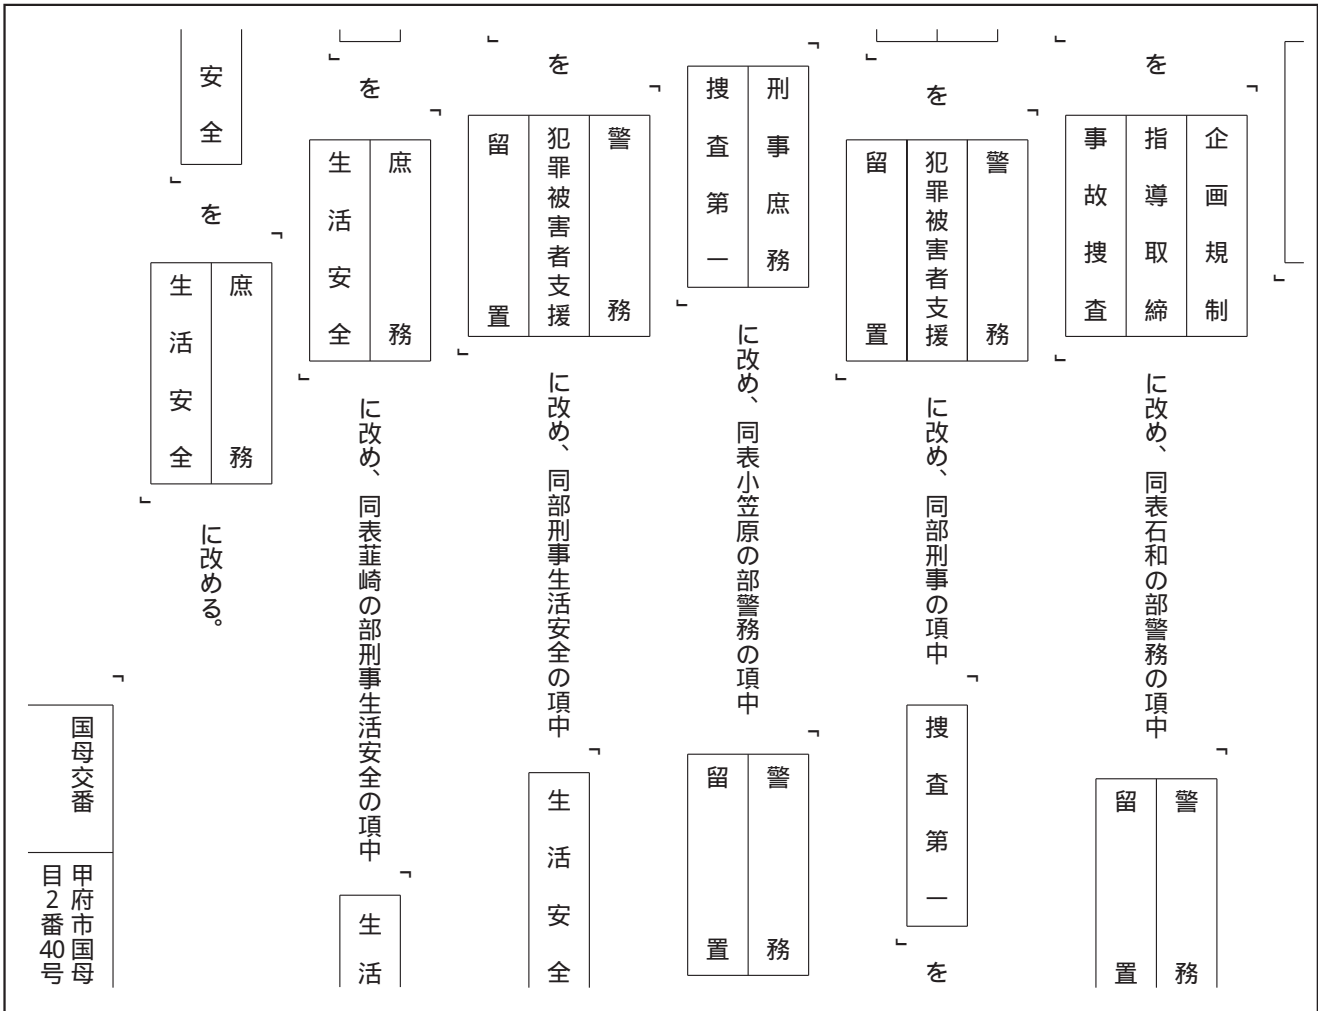 」
」を「
企画規制
指導取締
事故捜査
」に改め、同表石和の部警務の項中「
警務
留置
」を「
警務
犯罪被害者支援
留置
」に改め、同部刑事の項中「
捜査第一
」を
「
刑事庶務
捜査第一
」に改め、同表小笠原の部警務の項中「
警務
留置
」を「
警務
犯罪被害者支援
留置
」に改め、同部刑事生活安全の項中「
生活安全
」を「
庶務
生活安全
」に改め、同表韮崎の部刑事生活安全の項中「
生活
安全
」を「
庶務
生活安全
」に改める。
「
国母交番
甲府市国母
目2番40号